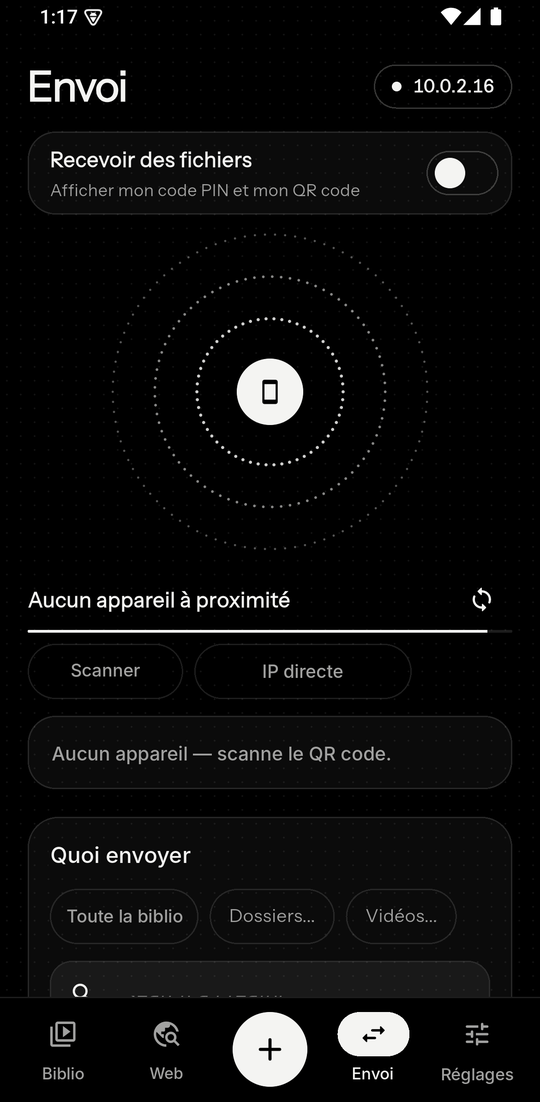 1:17
Envoi
10.0.2.16
Recevoir des fichiers
Afficher mon code PIN et mon QR code
Aucun appareil à proximité
Scanner
IP directe
Aucun appareil — scanne le QR code.
Quoi envoyer
Toute la biblio
Dossiers...
Vidéos...
Biblio
Web
Envoi
Réglages